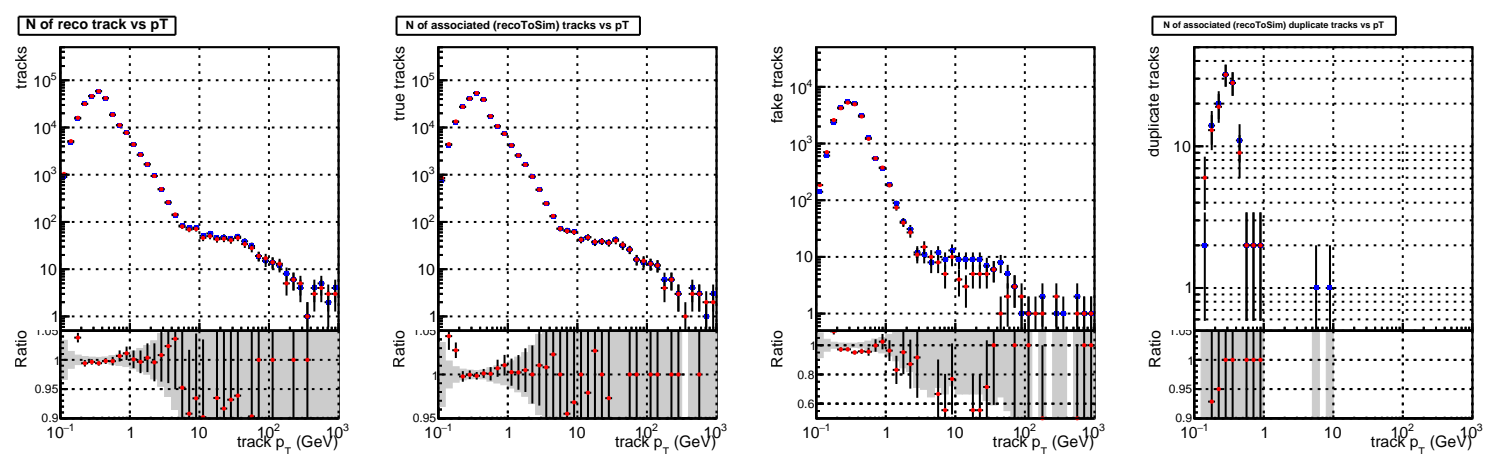 N of reco track vs pT
tracks
10^5
10^4
10^3
10^2
10
1
Ratio
1.05
1
0.95
0.9
10^-1 1 10 10^2 10^3
track p_T (GeV)
N of associated (recoToSim) tracks vs pT
true tracks
10^5
10^4
10^3
10^2
10
1
Ratio
1.05
1
0.95
10^-1 1 10 10^2 10^3
track p_T (GeV)
fake tracks
10^4
10^3
10^2
10
1
Ratio
1
0.8
0.6
10^-1 1 10 10^2 10^3
track p_T (GeV)
N of associated (recoToSim) duplicate tracks vs pT
duplicate tracks
10
1
Ratio
1.05
1
0.95
0.9
10^-1 1 10 10^2 10^3
track p_T (GeV)